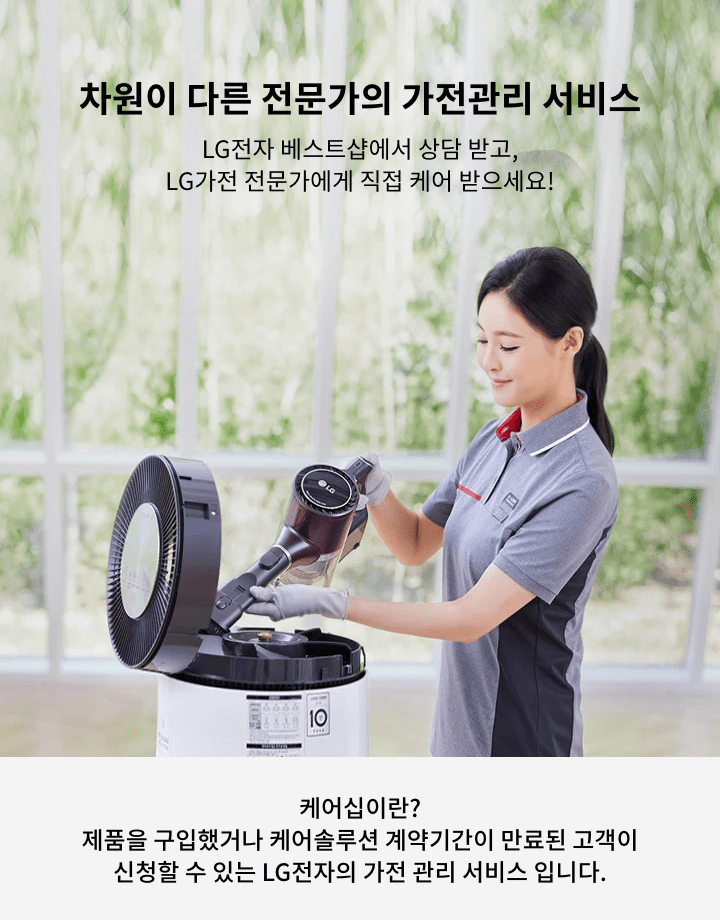 차원이 다른 전문가의 가전관리 서비스
LG전자 베스트샵에서 상담 받고,
LG가전 전문가에게 직접 케어 받으세요!
LG
10
케어십이란?
제품을 구입했거나 케어솔루션 계약기간이 만료된 고객이
신청할 수 있는 LG전자의 가전 관리 서비스 입니다.